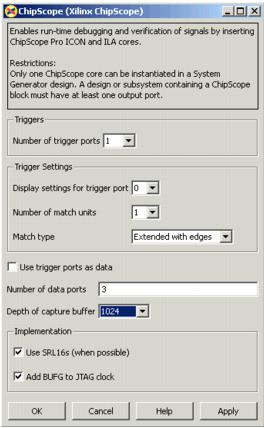 ChipScope (Xilinx ChipScope)
Enables run-time debugging and verification of signals by inserting
ChipScope Pro ICON and ILA cores.
Restrictions:
Only one ChipScope core can be instantiated in a System
Generator design. A design or subsystem containing a ChipScope
block must have at least one output port.
Triggers
Number of trigger ports 1
Trigger Settings
Display settings for trigger port 0
Number of match units 1
Match type Extended with edges
Use trigger ports as data
Number of data ports 3
Depth of capture buffer 1024
Implementation
Use SRL16s (when possible)
Add BUFG to JTAG clock
OK Cancel Help Apply